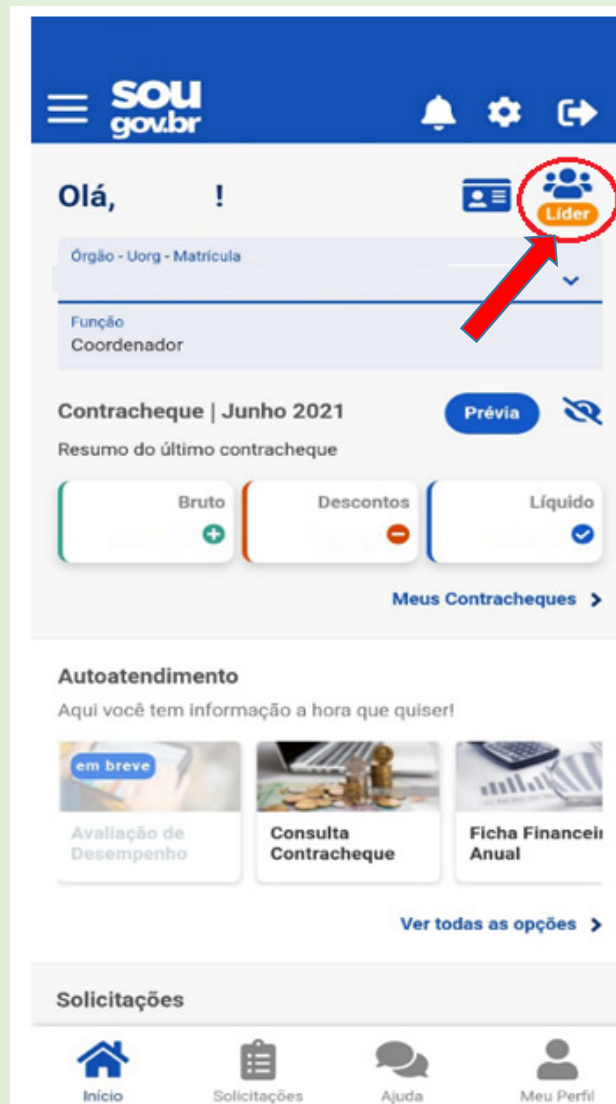 sou
gov.br
Olá, !
Líder
Órgão - Uorg - Matrícula
Função
Coordenador
Contracheque | Junho 2021
Prévia
Resumo do último contracheque
Bruto
Descontos
Líquido
Meus Contracheques
Autoatendimento
Aqui você tem informação a hora que quiser!
em breve
Avaliação de
Desempenho
Consulta
Contracheque
Ficha Financeir
Anual
Ver todas as opções
Solicitações
Início
Solicitações
Ajuda
Meu Perfil